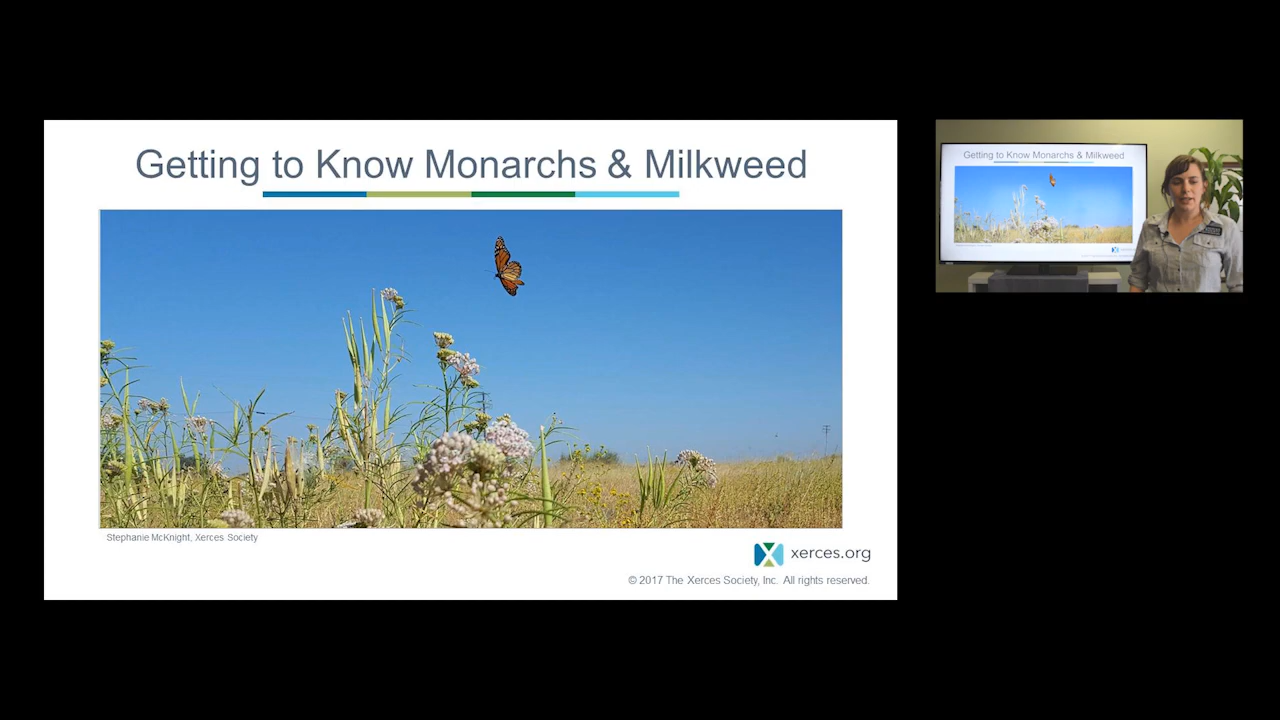 Getting to Know Monarchs & Milkweed
Stephanie McKnight, Xerces Society
xerces.org
© 2017 The Xerces Society, Inc. All rights reserved.
Getting to Know Monarchs & Milkweed